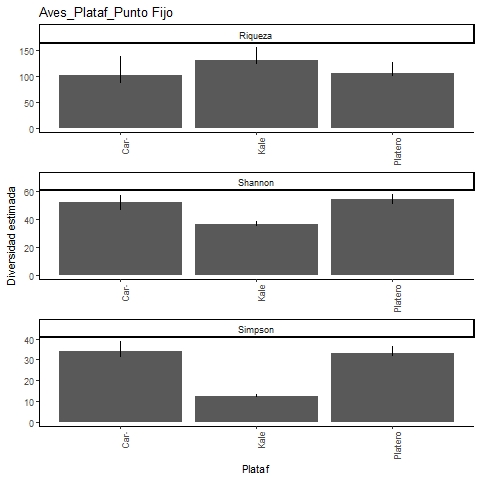 Aves_Plataf_Punto Fijo
Riqueza
150
100
50
0
Car-
Kale
Platero
Shannon
60
40
20
0
Car-
Kale
Platero
Simpson
40
30
20
10
0
Car-
Kale
Platero
Diversidad estimada
Plataf